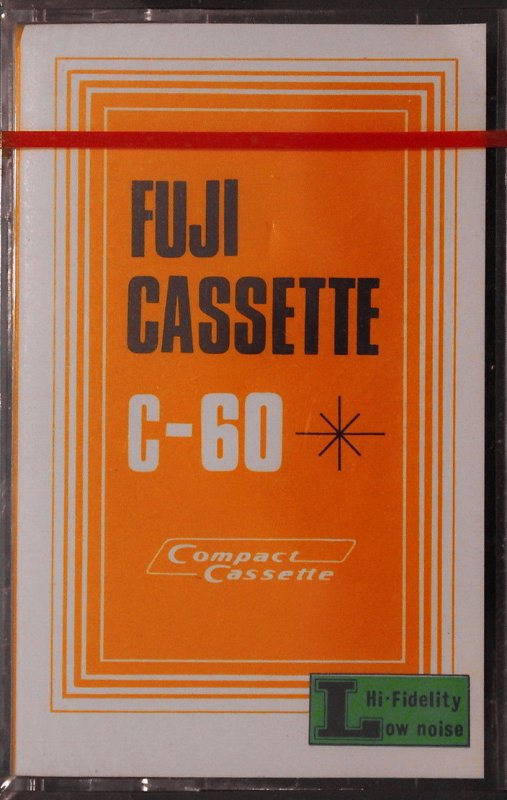 FUJI
CASSETTE
C-60
Compact
Cassette
Hi-Fidelity
Low noise